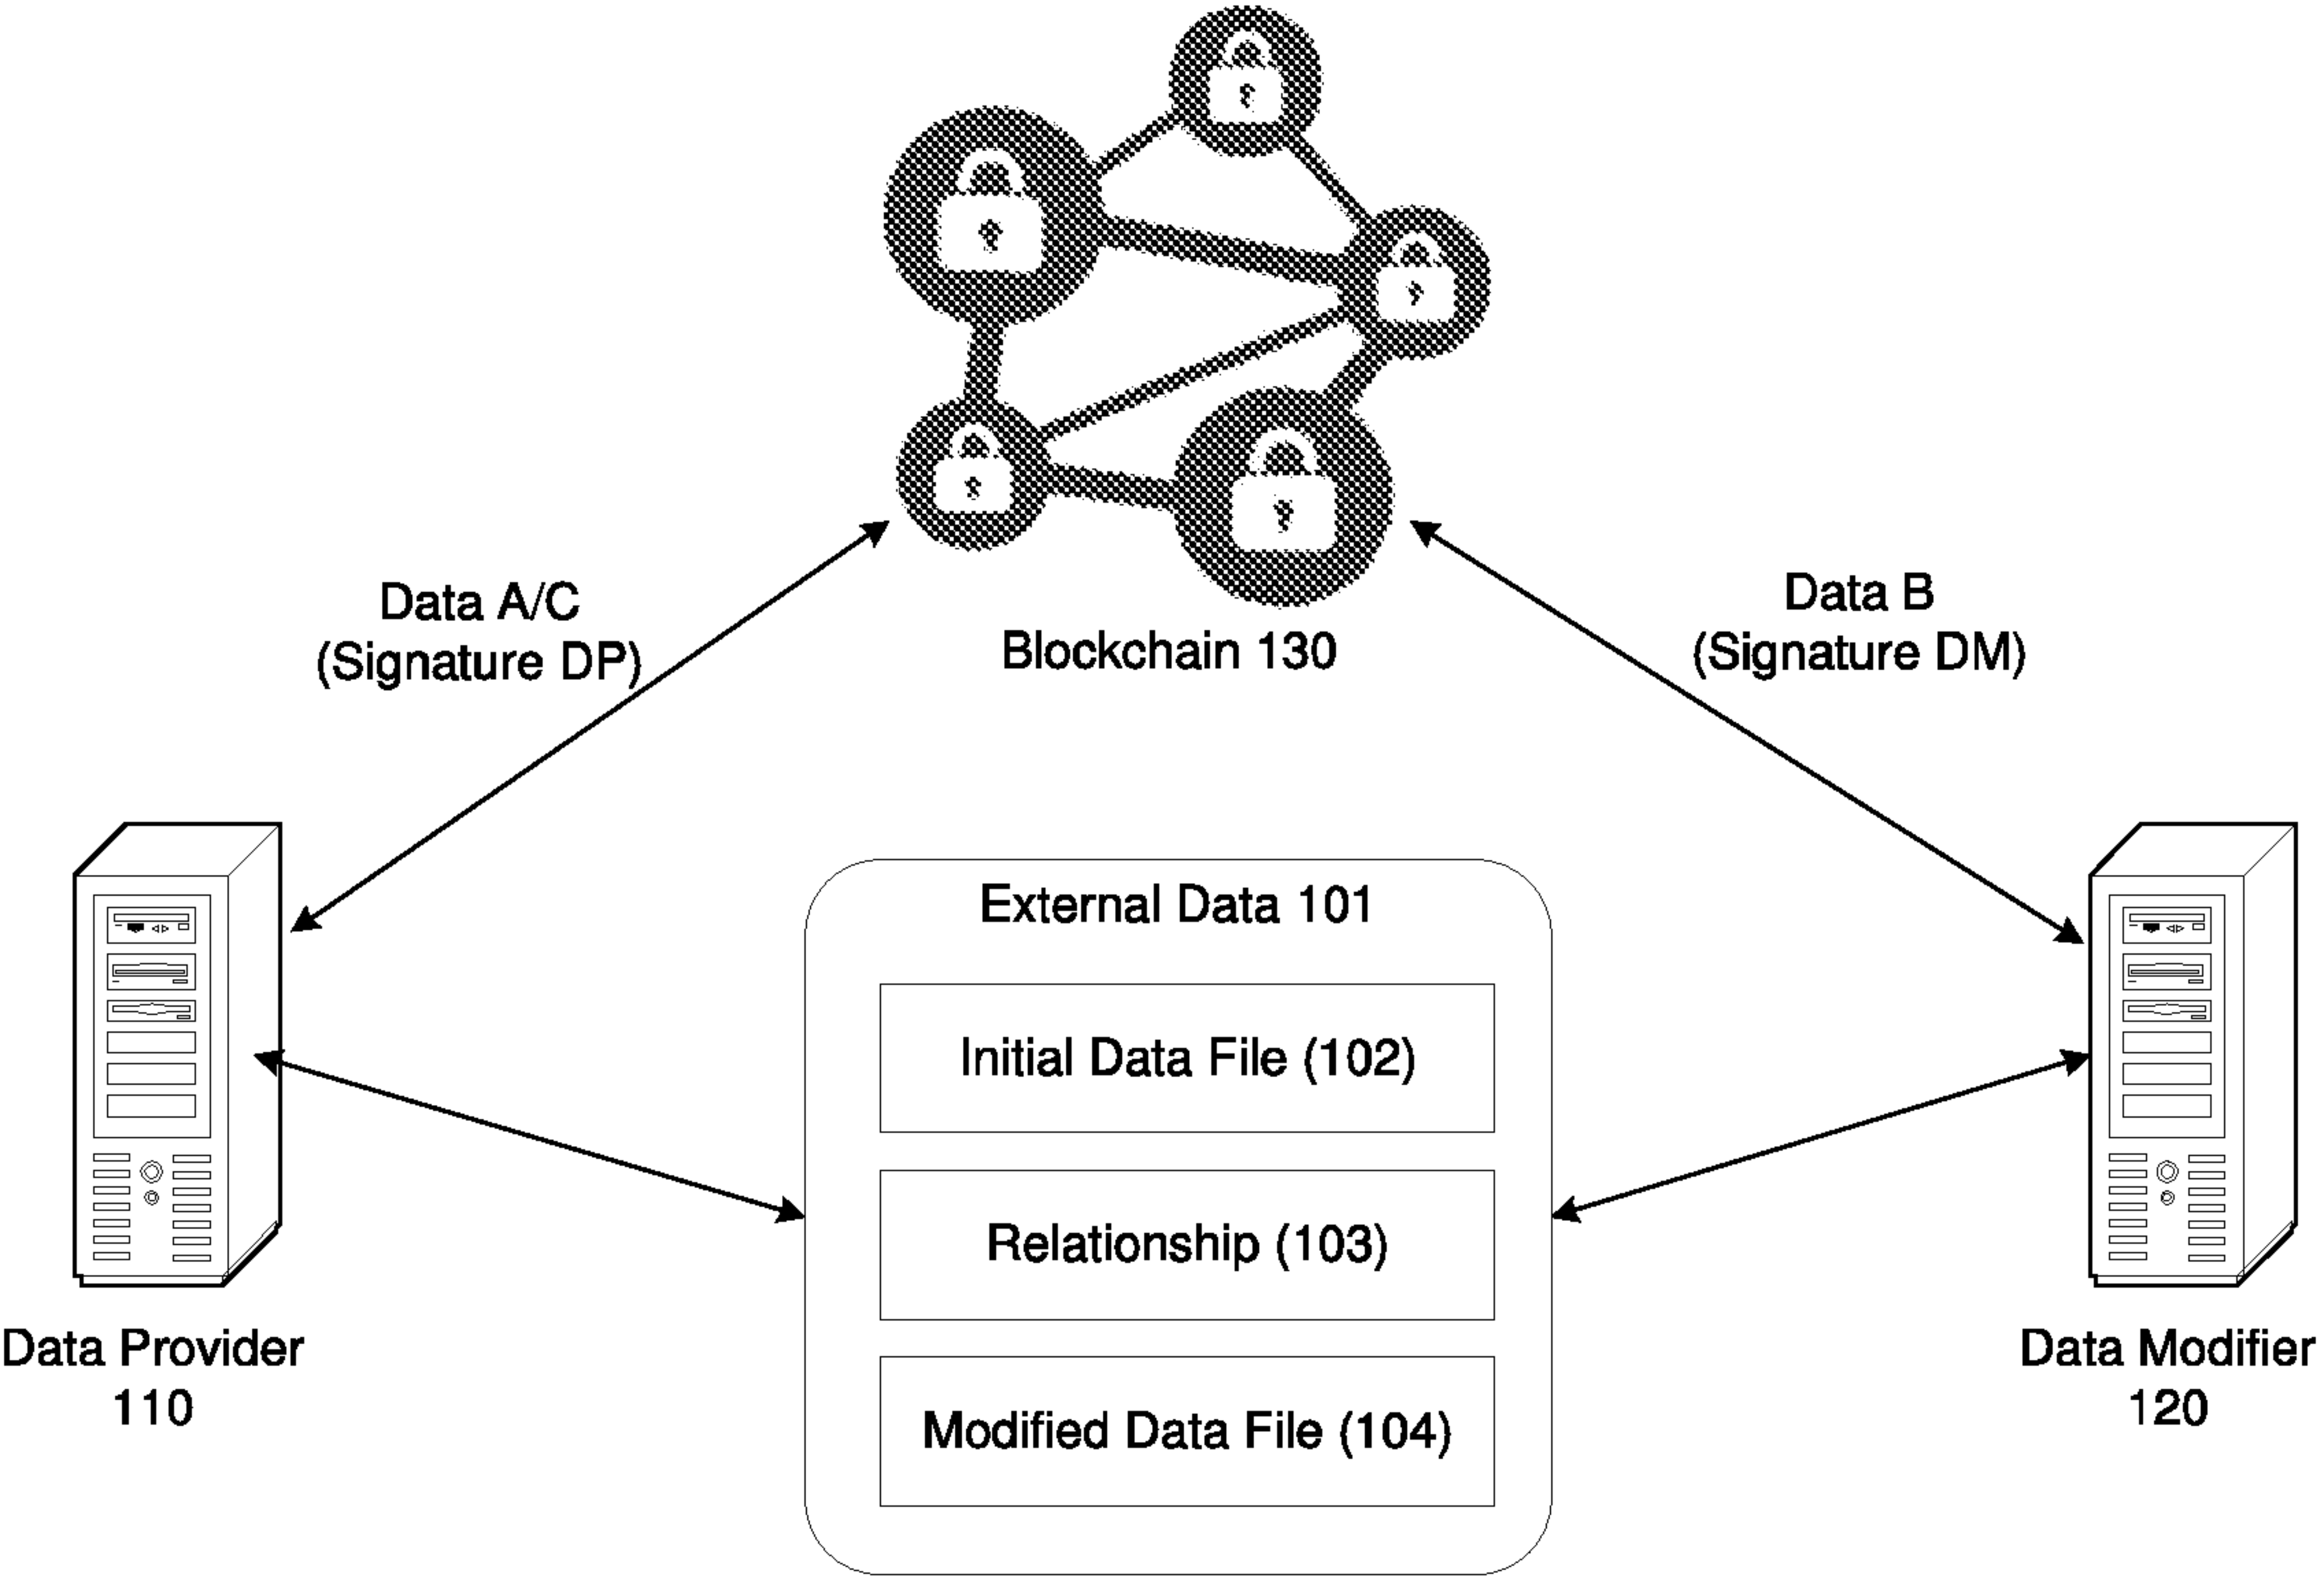 Data A/C
(Signature DP)
Blockchain 130
Data B
(Signature DM)
External Data 101
Initial Data File (102)
Relationship (103)
Modified Data File (104)
Data Provider
110
Data Modifier
120